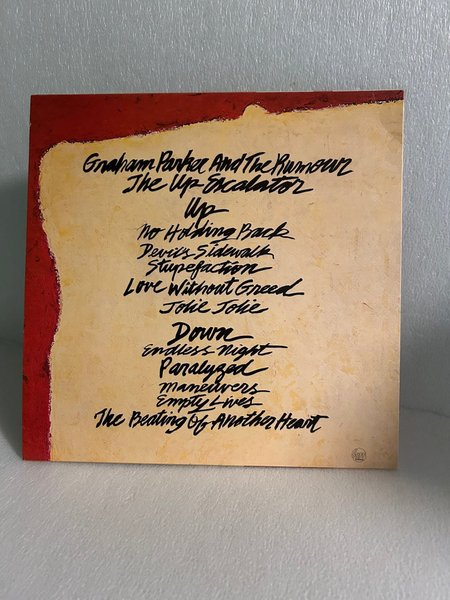 Graham Parker And The Rumour
The Up Escalator
Up
No Holding Back
Devil's Sidewalk
Stupefaction
Love Without Greed
Jolie Jolie
Down
Endless Night
Paralyzed
Maneuvers
Empty Lives
The Beating Of Another Heart